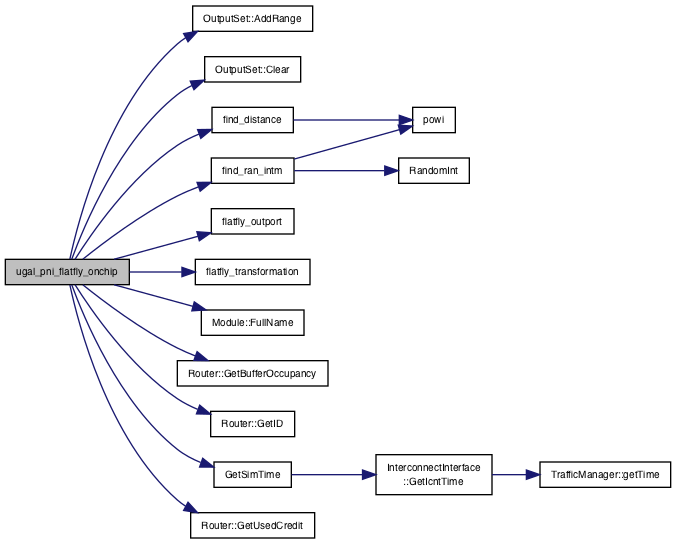 OutputSet::AddRange
OutputSet::Clear
find_distance
powi
find_ran_intm
RandomInt
flatfly_outport
ugal_pni_flatfly_onchip
flatfly_transformation
Module::FullName
Router::GetBufferOccupancy
Router::GetID
GetSimTime
InterconnectInterface
::GetIcntTime
TrafficManager::getTime
Router::GetUsedCredit